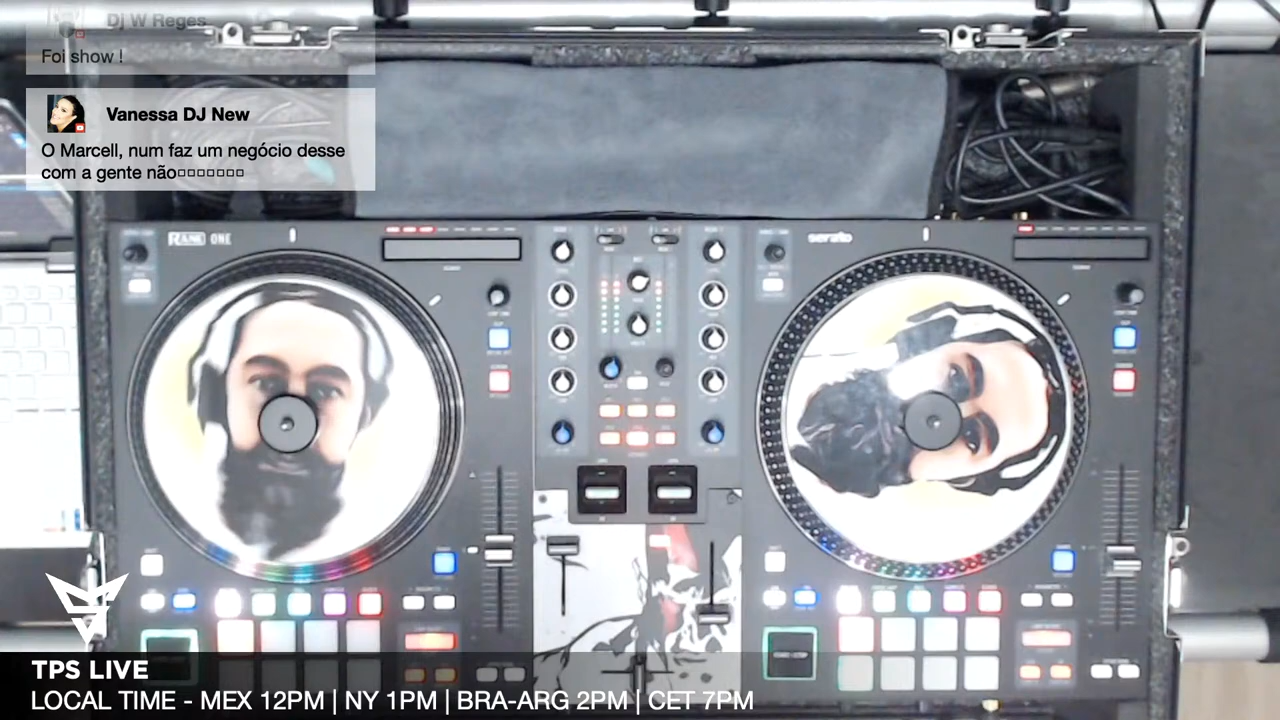 Dj W Reges
Foi show !
Vanessa DJ New
O Marcell, num faz um negócio desse
com a gente não
RANE ONE
serato
TPS LIVE
LOCAL TIME - MEX 12PM | NY 1PM | BRA-ARG 2PM | CET 7PM